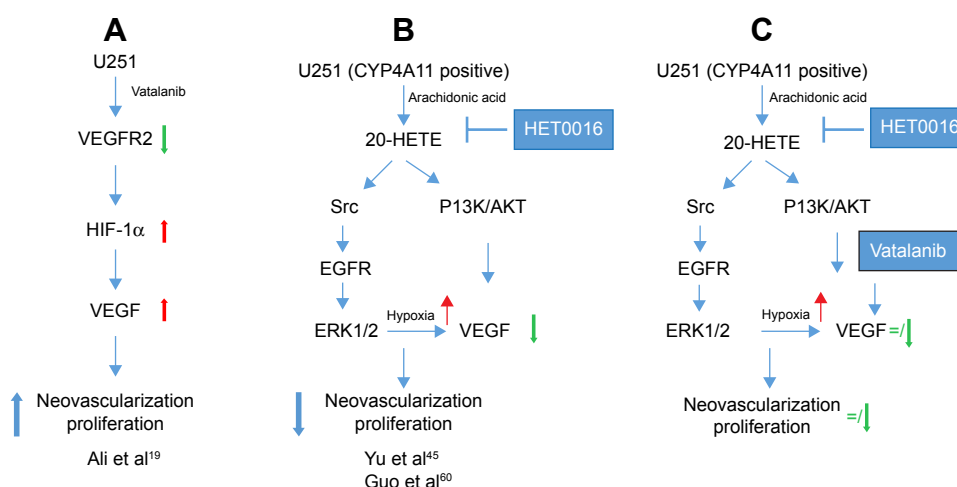 A
U251
Vatalanib
VEGFR2
HIF-1α
VEGF
Neovascularization
proliferation
Ali et al19
B
U251 (CYP4A11 positive)
Arachidonic acid
HET0016
20-HETE
Src
P13K/AKT
EGFR
Hypoxia
ERK1/2
VEGF
Neovascularization
proliferation
Yu et al45
Guo et al60
C
U251 (CYP4A11 positive)
Arachidonic acid
HET0016
20-HETE
Src
P13K/AKT
Vatalanib
EGFR
Hypoxia
ERK1/2
VEGF =/
Neovascularization =/
proliferation